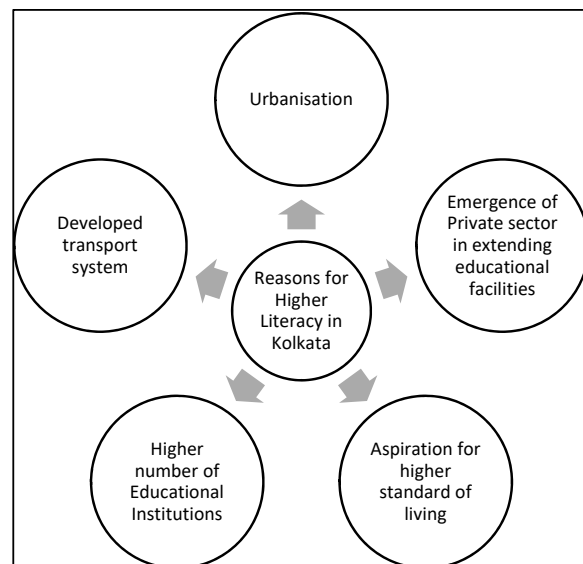 Urbanisation
Emergence of
Private sector
in extending
educational
facilities
Developed
transport
system
Reasons for
Higher
Literacy in
Kolkata
Higher
number of
Educational
Institutions
Aspiration for
higher
standard of
living